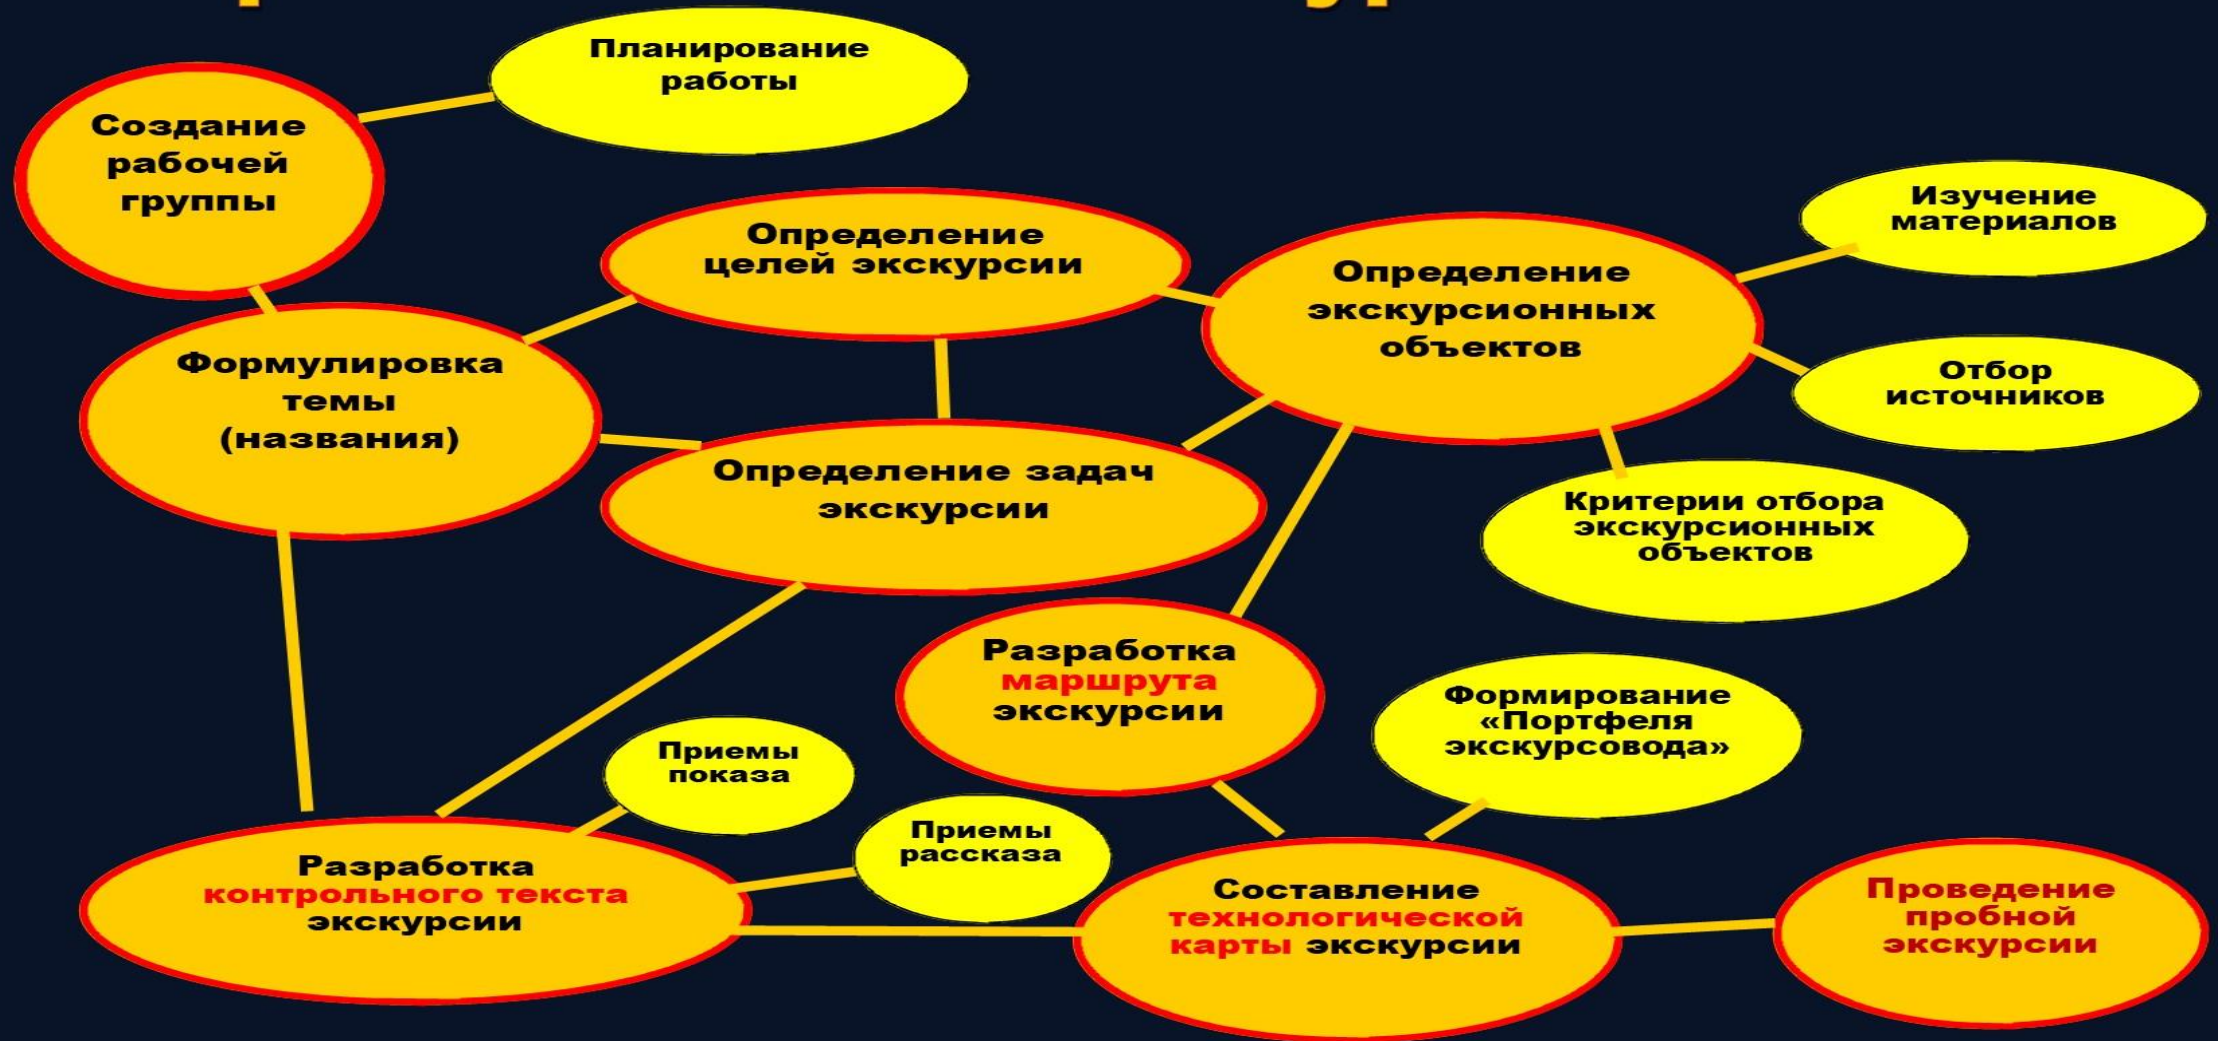 Планирование
работы
Создание
рабочей
группы
Определение
целей экскурсии
Определение
экскурсионных
объектов
Изучение
материалов
Отбор
источников
Формулировка
темы
(названия)
Определение задач
экскурсии
Критерии отбора
экскурсионных
объектов
Разработка
маршрута
экскурсии
Формирование
«Портфеля
экскурсовода»
Приемы
показа
Приемы
рассказа
Разработка
контрольного текста
экскурсии
Составление
технологической
карты экскурсии
Проведение
пробной
экскурсии